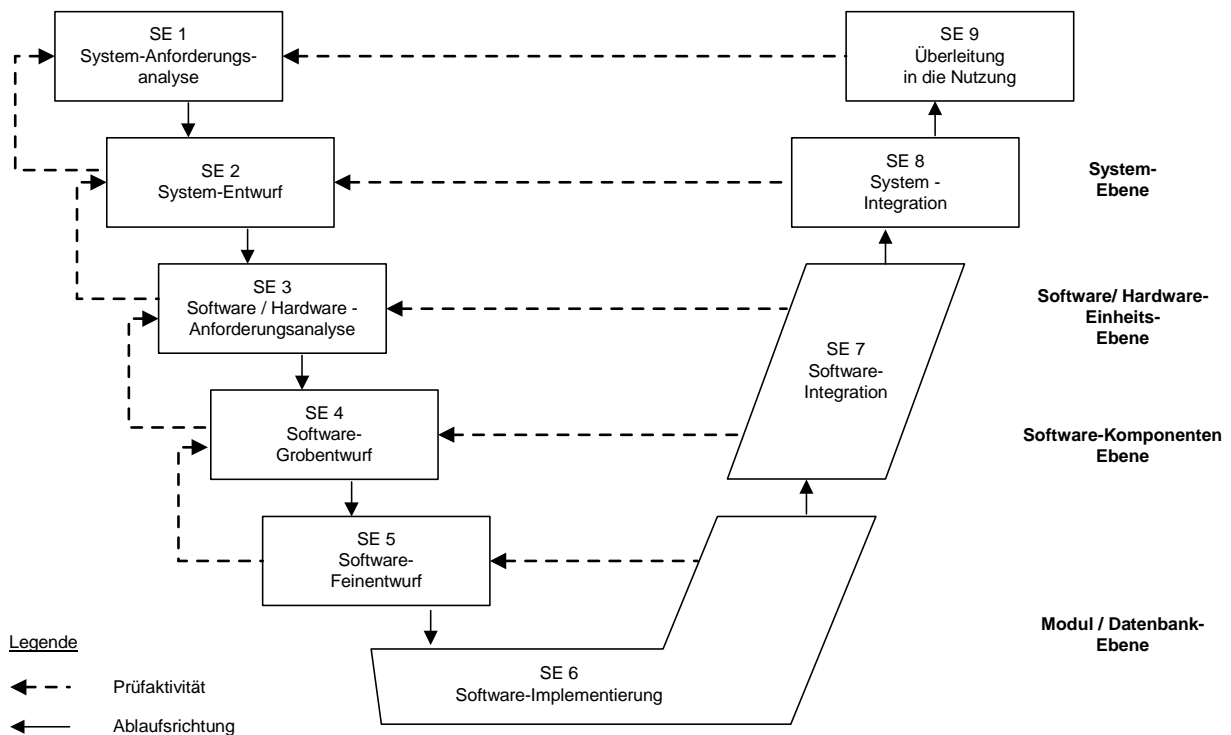 SE 1
System-Anforderungs-
analyse
SE 9
Überleitung
in die Nutzung
SE 2
System-Entwurf
SE 8
System -
Integration
System-
Ebene
SE 3
Software / Hardware -
Anforderungsanalyse
Software/ Hardware-
Einheits-
Ebene
SE 7
Software-
Integration
SE 4
Software-
Grobentwurf
Software-Komponenten
Ebene
SE 5
Software-
Feinentwurf
Modul / Datenbank-
Ebene
SE 6
Software-Implementierung
Legende
Prüfaktivität
Ablaufsrichtung